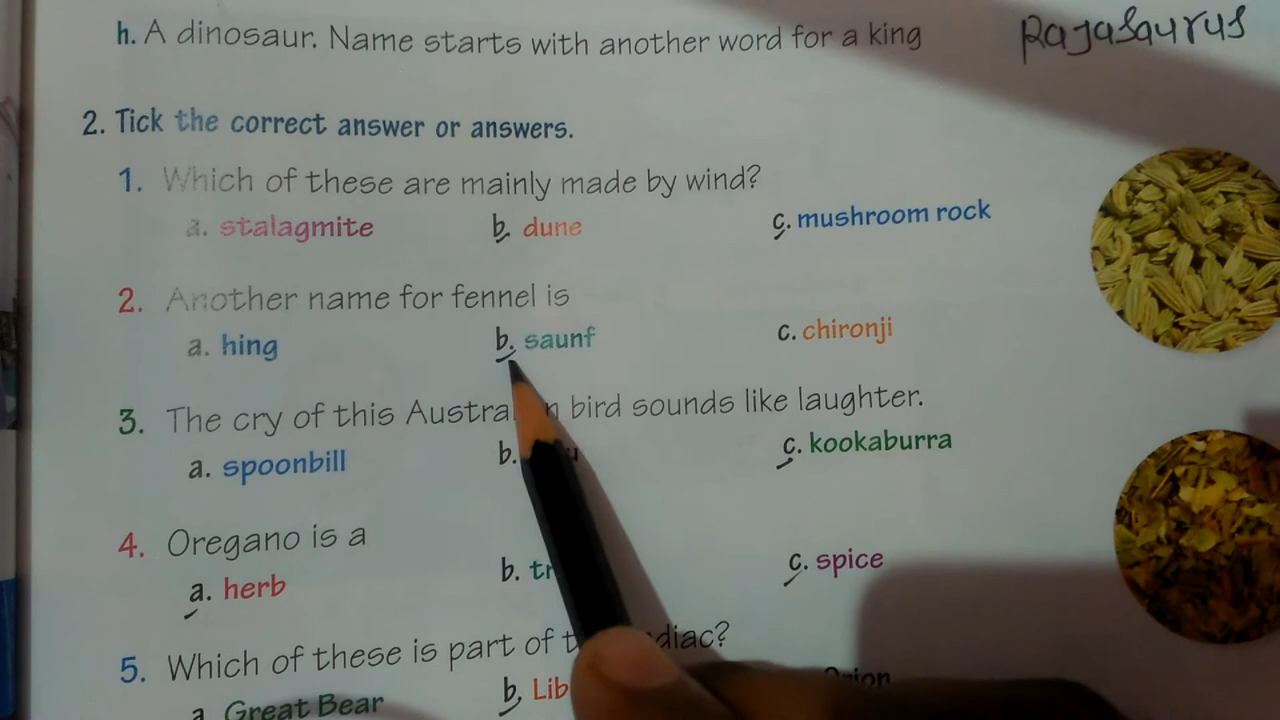 h. A dinosaur. Name starts with another word for a king Rajasaurus
2. Tick the correct answer or answers.
1. Which of these are mainly made by wind?
a. stalagmite b. dune c. mushroom rock
2. Another name for fennel is
a. hing b. saunf c. chironji
3. The cry of this bird sounds like laughter.
a. spoonbill b. c. kookaburra
4. Oregano is a
a. herb b. c. spice
5. Which of these is part of
a. Great Bear b. Orion